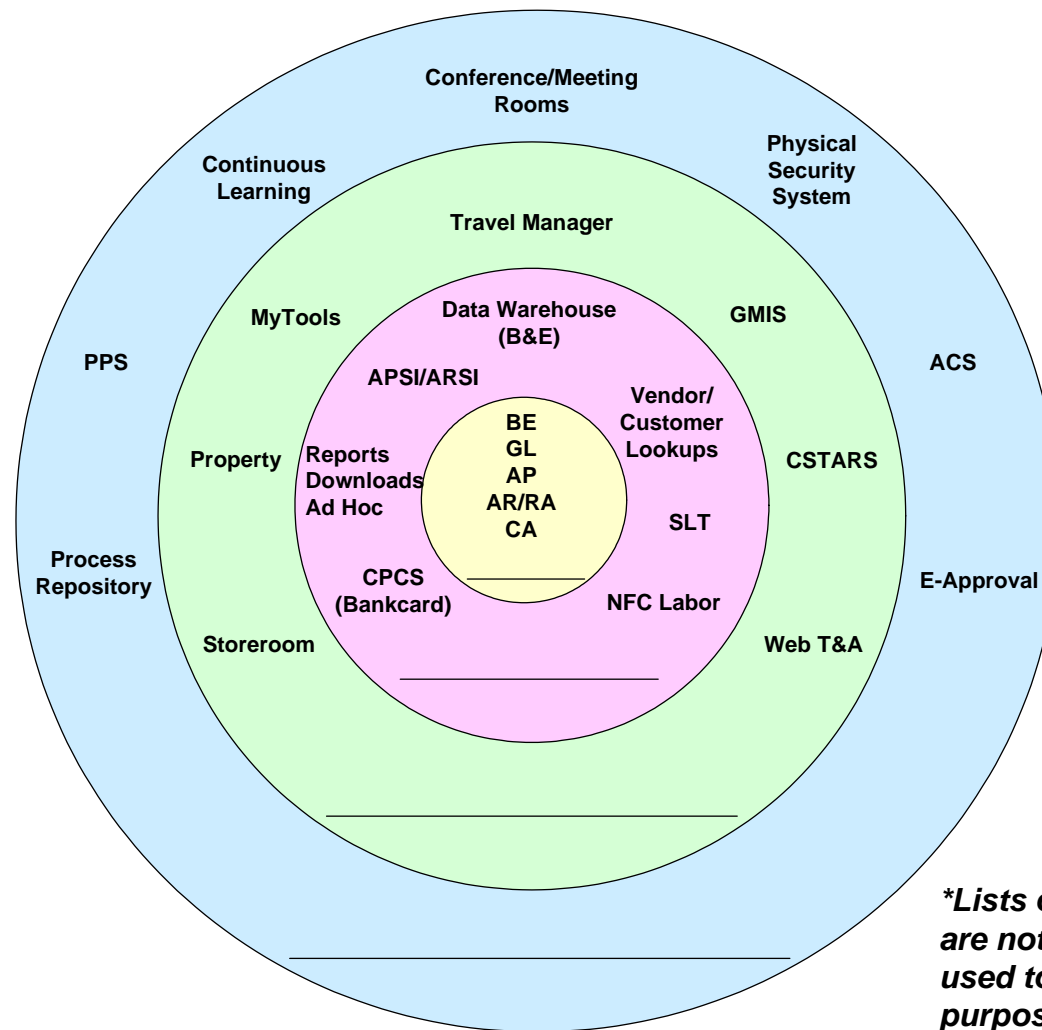 Conference/Meeting
Rooms
Physical
Security
System
Continuous
Learning
Travel Manager
MyTools
Data Warehouse
(B&E)
GMIS
PPS
ACS
APSI/ARSI
Vendor/
Customer
Lookups
BE
GL
AP
AR/RA
CA
Property
Reports
Downloads
Ad Hoc
CSTARS
SLT
Process
Repository
CPCS
(Bankcard)
NFC Labor
E-Approval
Storeroom
Web T&A
*Lists
are not
used to
purpos